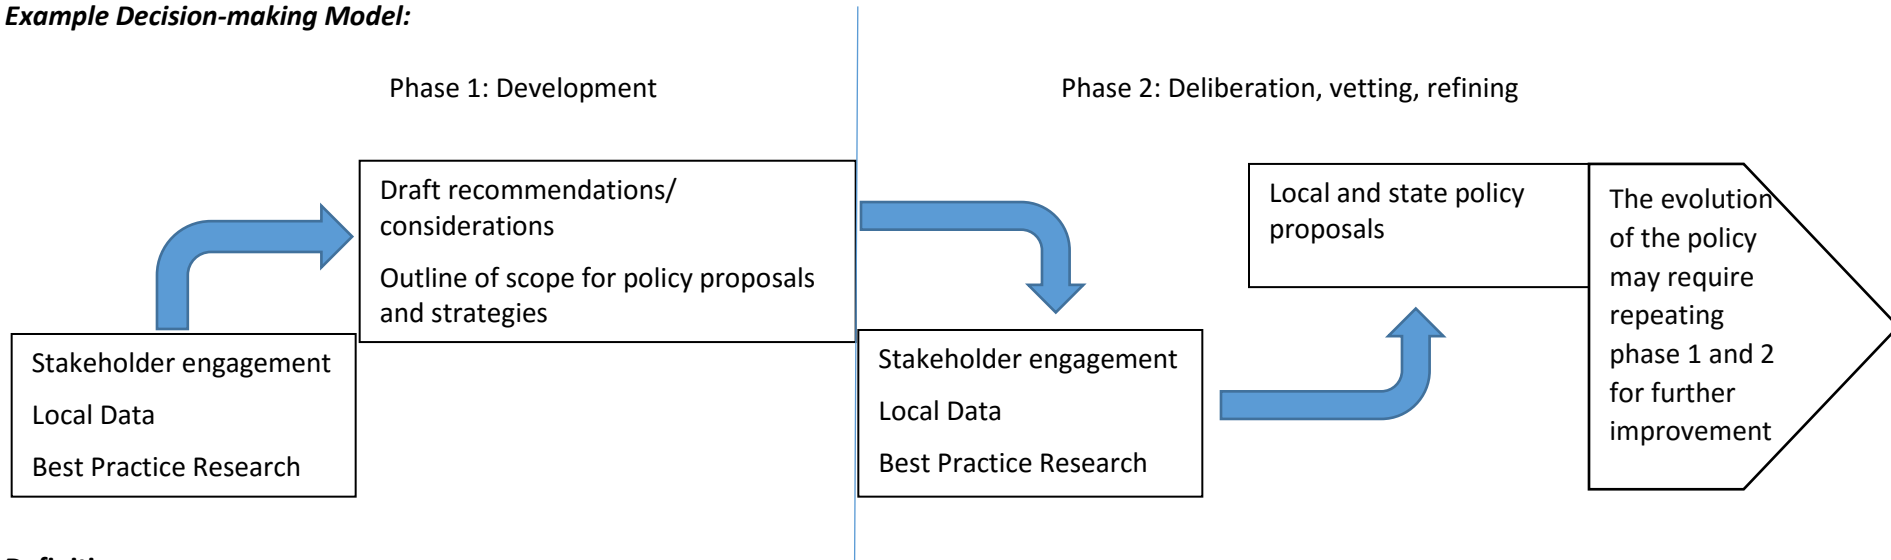 Example Decision-making Model:
Phase 1: Development
Phase 2: Deliberation, vetting, refining
Draft recommendations/
considerations
Outline of scope for policy proposals
and strategies
Stakeholder engagement
Local Data
Best Practice Research
Stakeholder engagement
Local Data
Best Practice Research
Local and state policy
proposals
The evolution
of the policy
may require
repeating
phase 1 and 2
for further
improvement